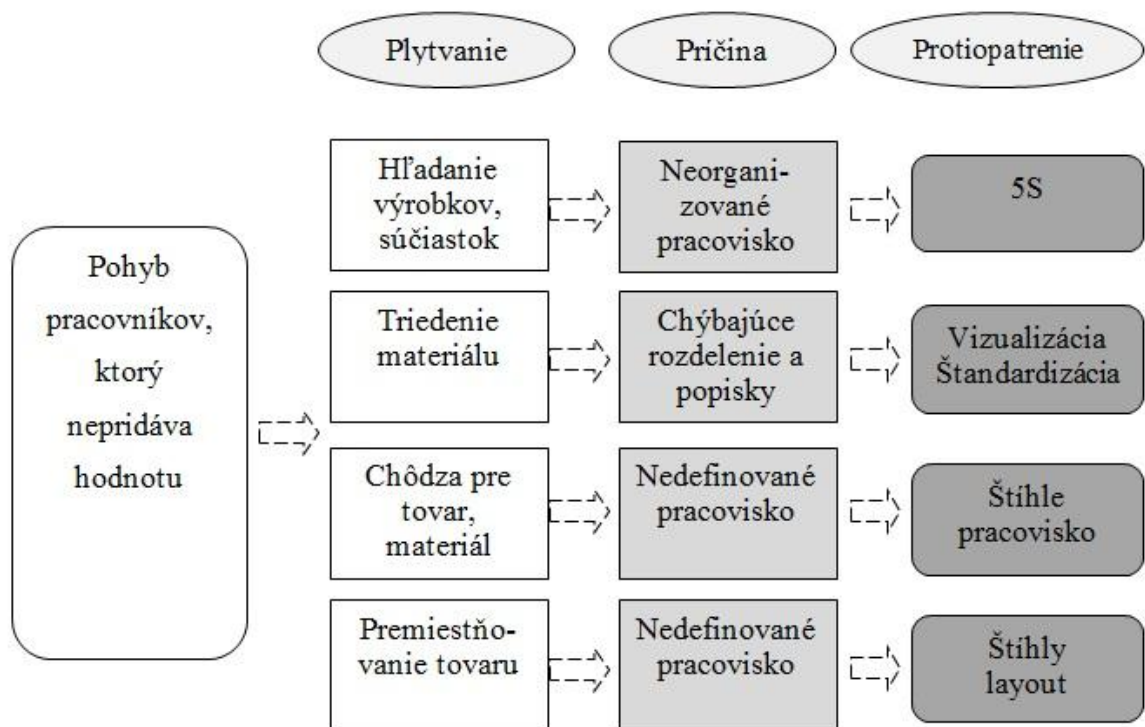 Plytvanie
Príčina
Protiopatrenie
Pohyb
pracovníkov,
ktorý
nepridáva
hodnotu
Hľadanie
výrobkov,
súčiastok
Neorgani-
zované
pracovisko
5S
Triedenie
materiálu
Chýbajúce
rozdelenie a
popisky
Vizualizácia
Štandardizácia
Chôdza pre
tovar,
materiál
Nedefinované
pracovisko
Štíhle
pracovisko
Premiestňo-
vanie tovaru
Nedefinované
pracovisko
Štíhly
layout